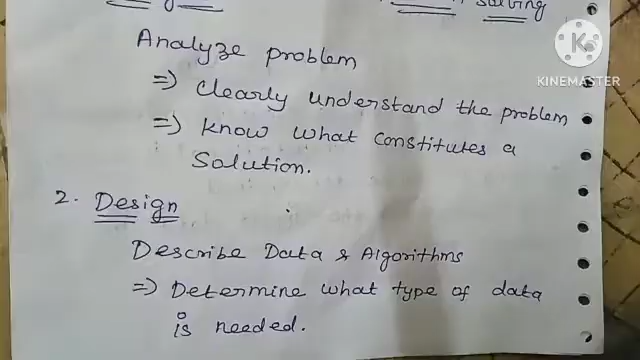 solving
Analyze problem
=> Clearly understand the problem
=> Know what constitutes a
Solution.
2. Design
Describe Data & Algorithms
=> Determine what type of data
is needed.
KINEMASTER